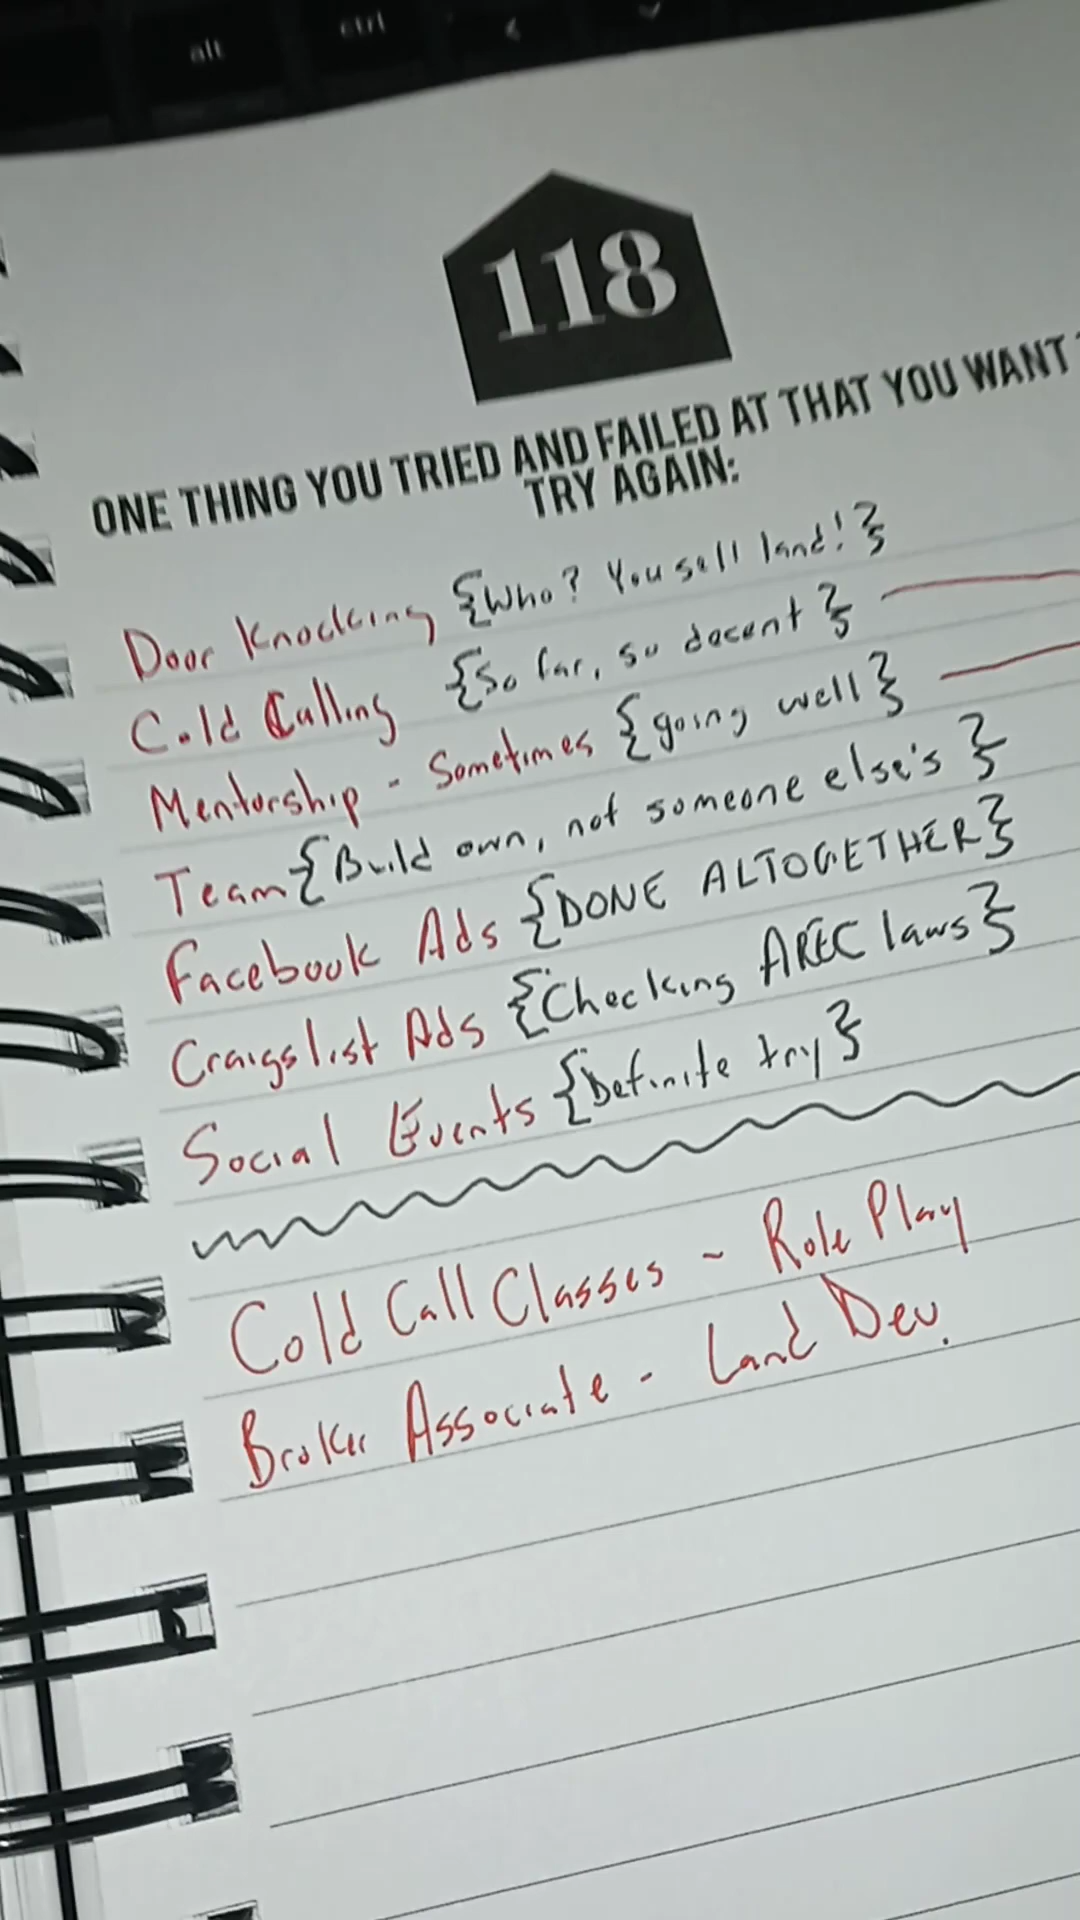 alt ctrl <
118
ONE THING YOU TRIED AND FAILED AT THAT YOU WANT
TRY AGAIN:
Door Knocking {Who? You sell land!}
Cold Calling {So far, so decent}
Mentorship - Sometimes {going well}
Team {Build own, not someone else's}
Facebook Ads {DONE ALTOGETHER}
Craigslist Ads {Checking AREC laws}
Social Events {Definite try}
Cold Call Classes ~ Role Play
Broker Associate - Land Dev.